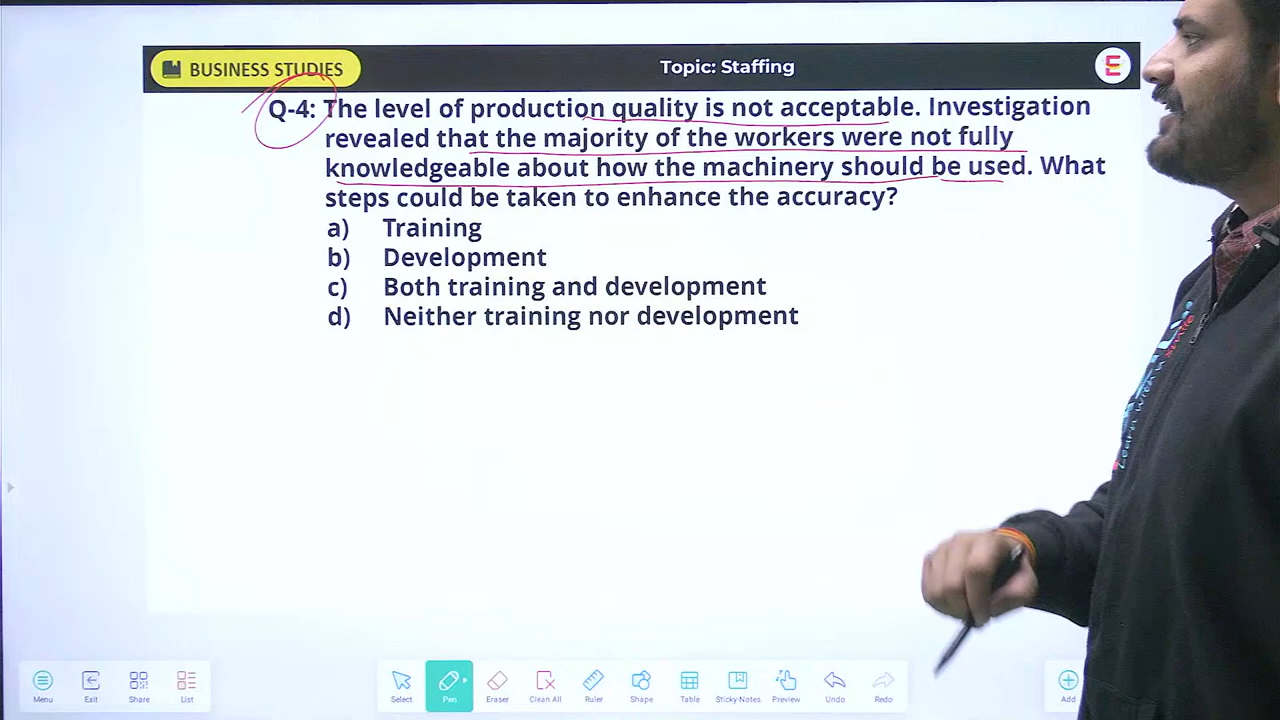 BUSINESS STUDIES
Topic: Staffing
E
Q-4: The level of production quality is not acceptable. Investigation
revealed that the majority of the workers were not fully
knowledgeable about how the machinery should be used. What
steps could be taken to enhance the accuracy?
a) Training
b) Development
c) Both training and development
d) Neither training nor development
Menu
Exit
Share
List
Select
Pen
Eraser
Clean All
Ruler
Shape
Table
Sticky-Notes
Preview
Undo
Redo
Add